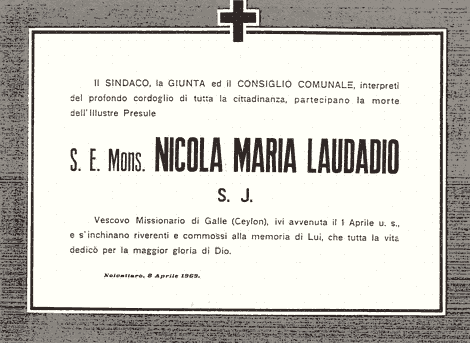 Il SINDACO, la GIUNTA ed il CONSIGLIO COMUNALE, interpreti
del profondo cordoglio di tutta la cittadinanza, partecipano la morte
dell'Illustre Presule
S. E. Mons. NICOLA MARIA LAUDADIO
S. J.
Vescovo Missionario di Galle (Ceylon), ivi avvenuta il 1 Aprile u. s.,
e s'inchinano riverenti e commossi alla memoria di Lui, che tutta la vita
dedicò per la maggior gloria di Dio.
8 Aprile 1969.